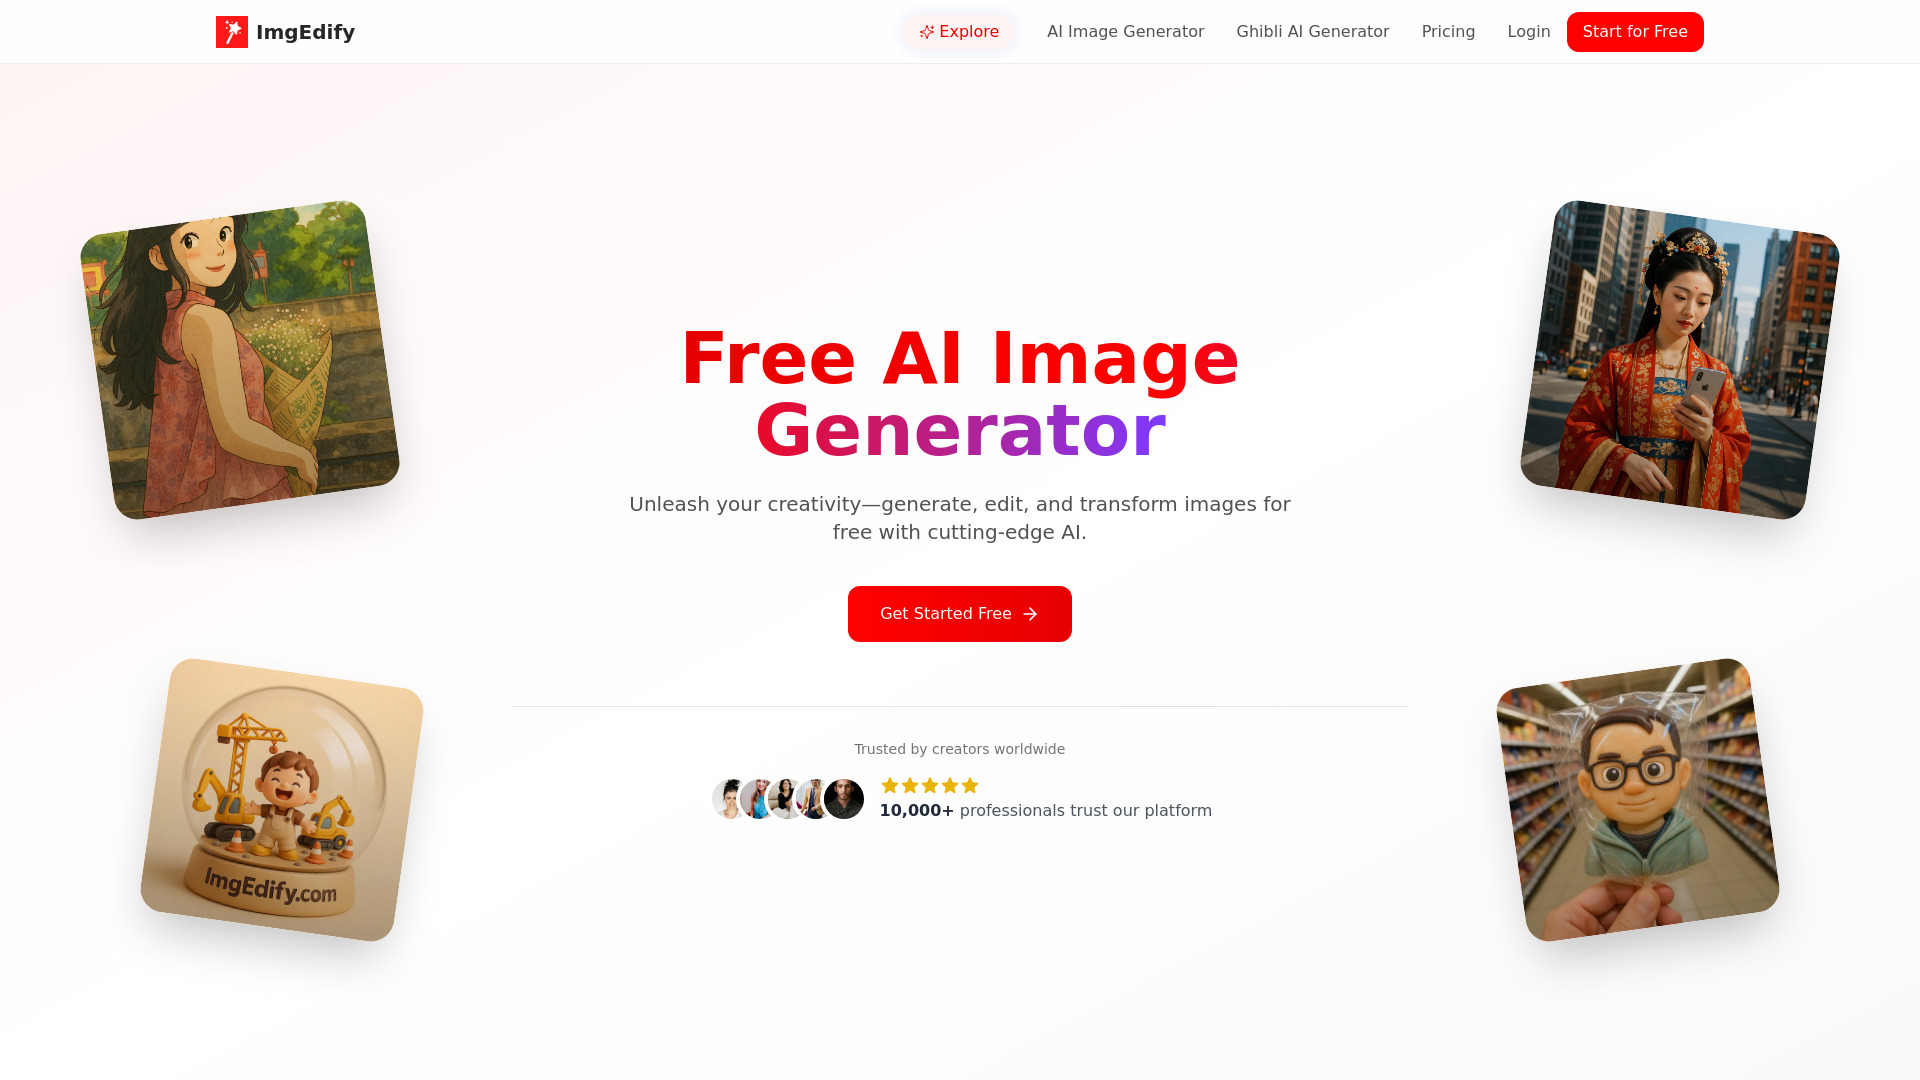 ImgEdify
Explore
AI Image Generator
Ghibli AI Generator
Pricing
Login
Start for Free
Free AI Image
Generator
Unleash your creativity—generate, edit, and transform images for
free with cutting-edge AI.
Get Started Free
Trusted by creators worldwide
10,000+ professionals trust our platform
ImgEdify.com